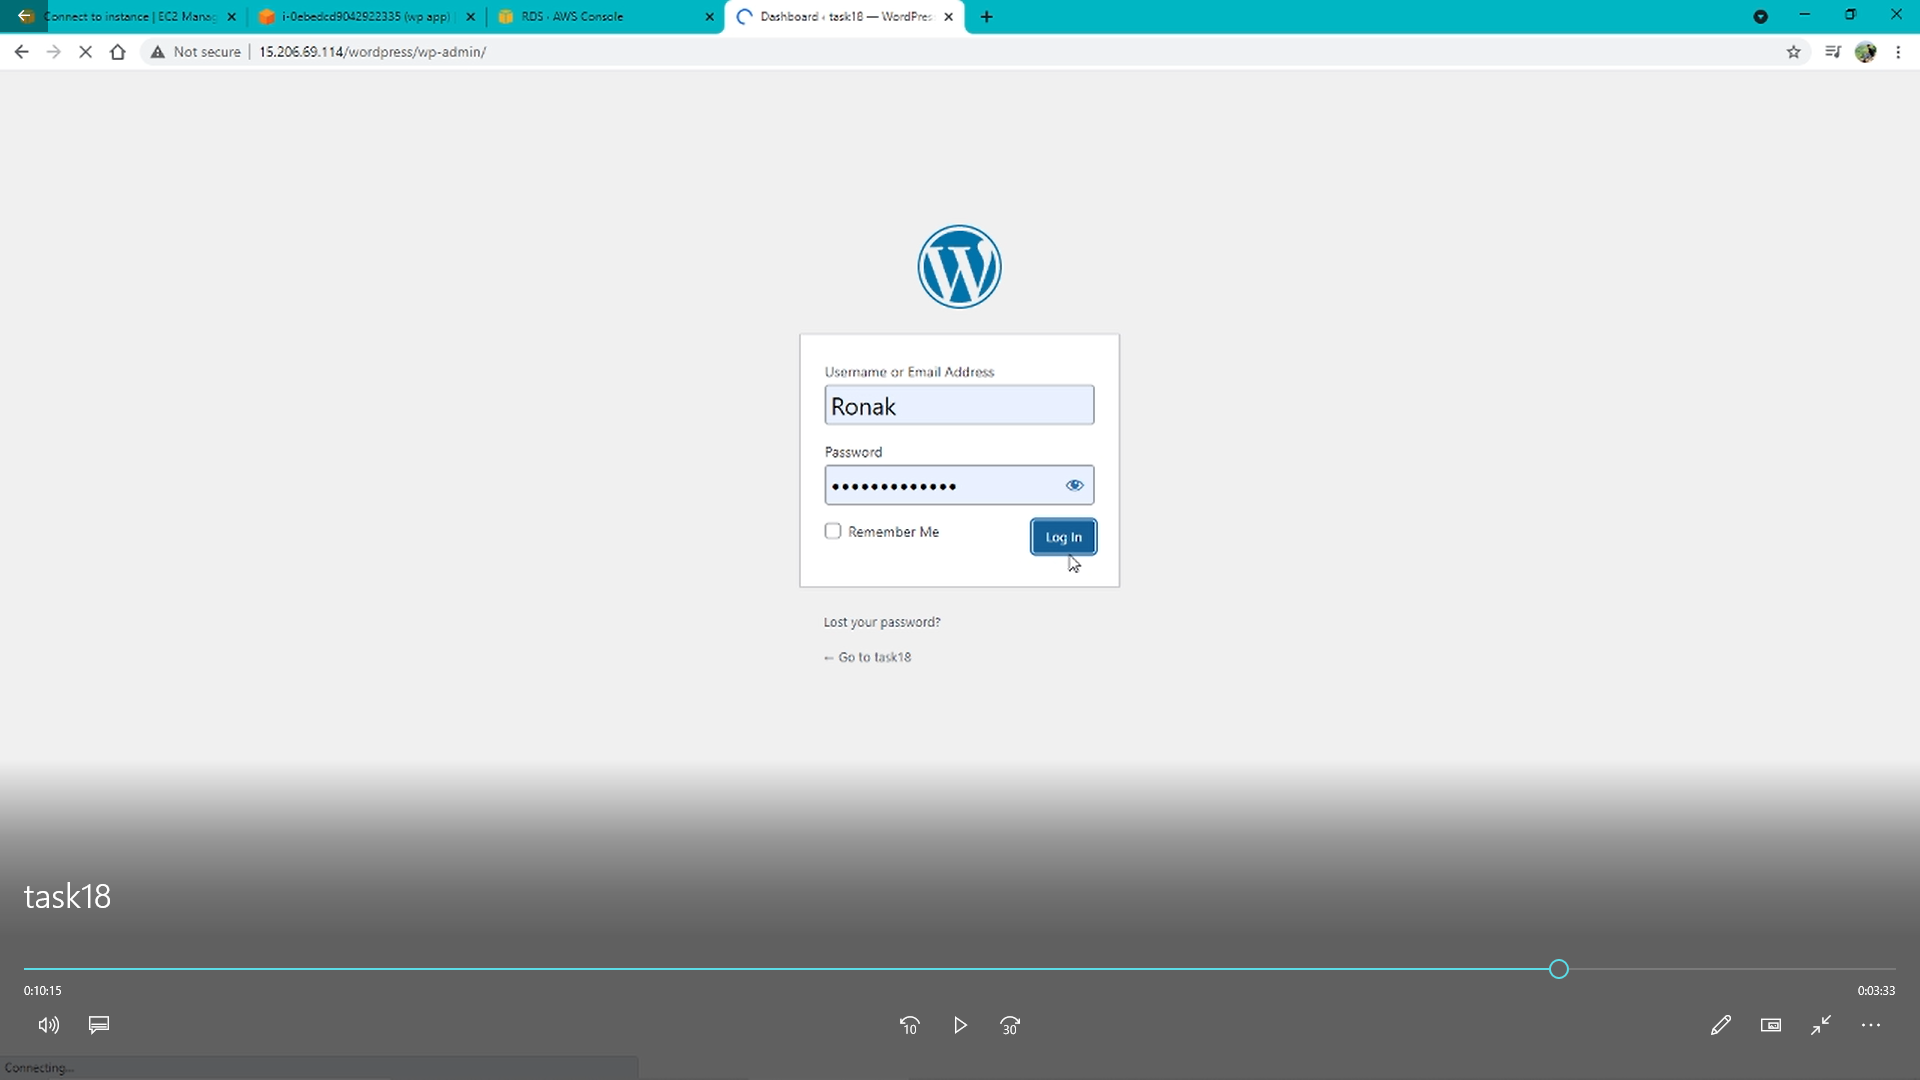 Connect to instance | EC2 Manag
i-0ebedcd9042922335 (wp app)
RDS · AWS Console
Dashboard ‹ task18 — WordPres
Not secure
15.206.69.114/wordpress/wp-admin/
Username or Email Address
Ronak
Password
Remember Me
Log In
Lost your password?
← Go to task18
task18
0:10:15
0:03:33
10
30
Connecting...